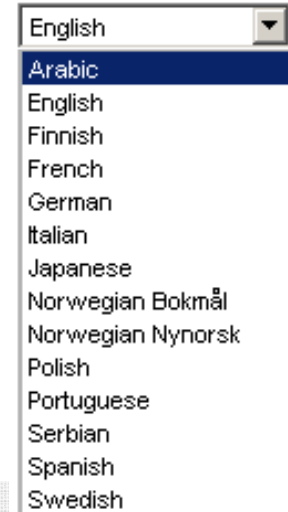 English
Arabic
English
Finnish
French
German
Italian
Japanese
Norwegian Bokmål
Norwegian Nynorsk
Polish
Portuguese
Serbian
Spanish
Swedish